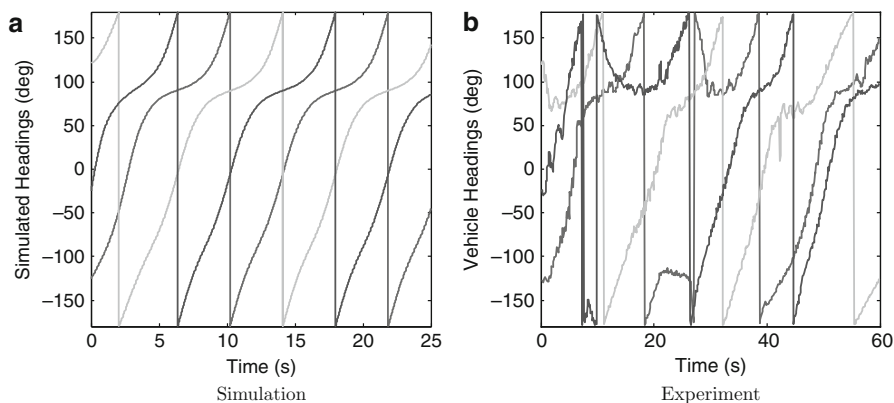 a
Simulated Headings (deg)
150
100
50
0
−50
−100
−150
0 5 10 15 20 25
Time (s)
Simulation
b
Vehicle Headings (deg)
150
100
50
0
−50
−100
−150
0 20 40 60
Time (s)
Experiment